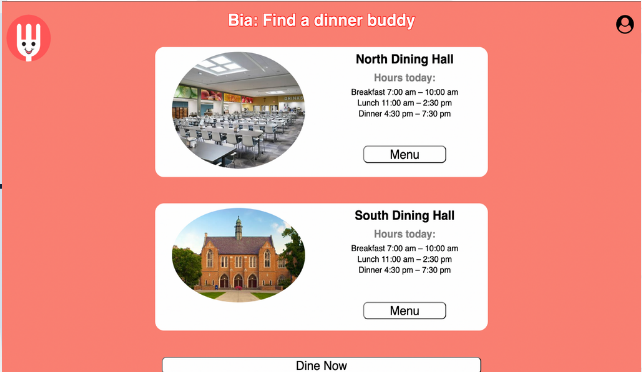 Bia: Find a dinner buddy
North Dining Hall
Hours today:
Breakfast 7:00 am – 10:00 am
Lunch 11:00 am – 2:30 pm
Dinner 4:30 pm – 7:30 pm
Menu
South Dining Hall
Hours today:
Breakfast 7:00 am – 10:00 am
Lunch 11:00 am – 2:30 pm
Dinner 4:30 pm – 7:30 pm
Menu
Dine Now